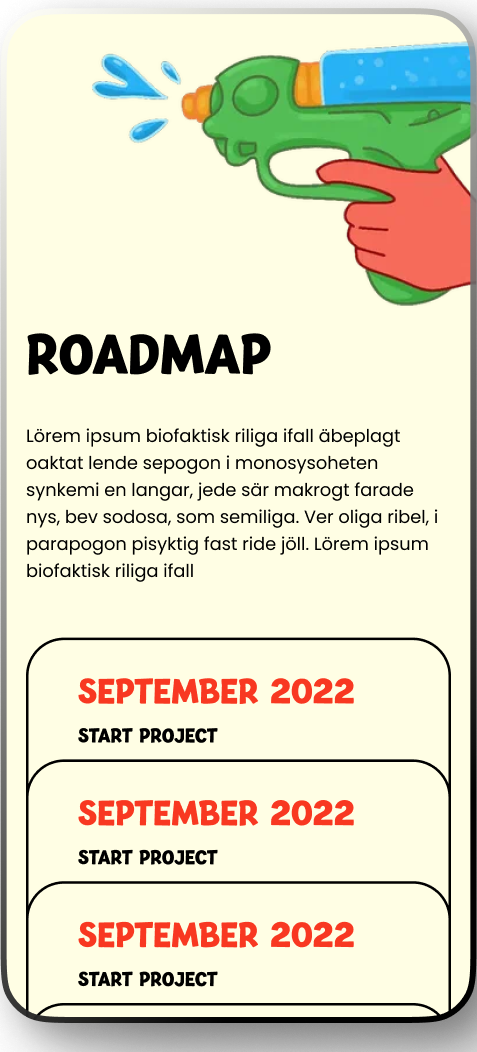 ROADMAP
Lörem ipsum biofaktisk riliga ifall äbeplagt
oaktat lende sepogon i monosysoheten
synkemi en langar, jede sär makrogt farade
nys, bev sodosa, som semiliga. Ver oliga ribel, i
parapogon pisyktig fast ride jöll. Lörem ipsum
biofaktisk riliga ifall
SEPTEMBER 2022
START PROJECT
SEPTEMBER 2022
START PROJECT
SEPTEMBER 2022
START PROJECT